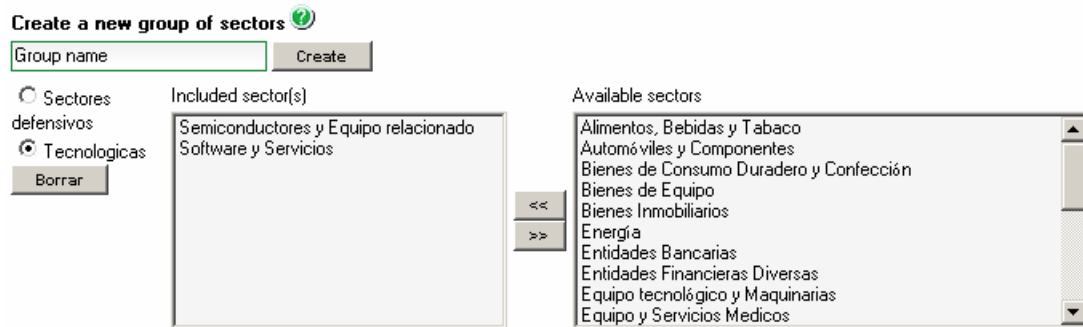 Create a new group of sectors
Group name
Create
Sectores
defensivos
Tecnologicas
Borrar
Included sector(s)
Semiconductores y Equipo relacionado
Software y Servicios
<<
>>
Available sectors
Alimentos, Bebidas y Tabaco
Automóviles y Componentes
Bienes de Consumo Duradero y Confección
Bienes de Equipo
Bienes Inmobiliarios
Energía
Entidades Bancarias
Entidades Financieras Diversas
Equipo tecnológico y Maquinarias
Equipo y Servicios Medicos